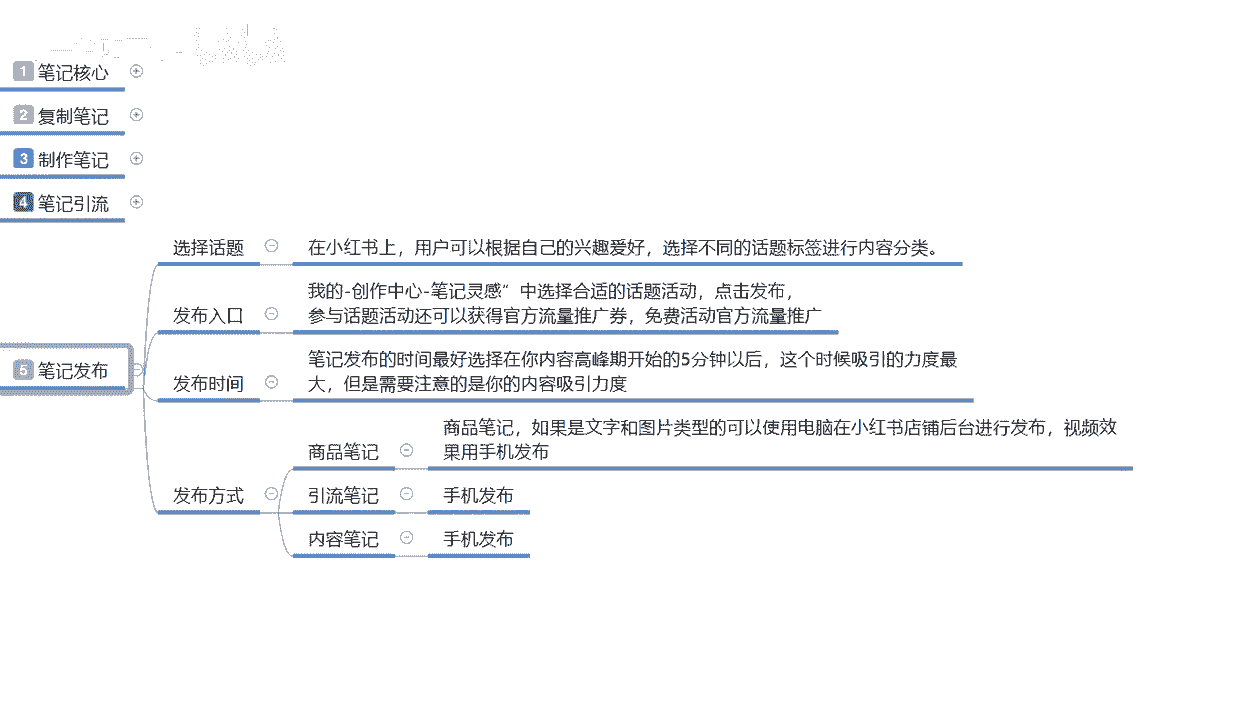 1 笔记核心
2 复制笔记
3 制作笔记
4 笔记引流
5 笔记发布
选择话题
在小红书上，用户可以根据自己的兴趣爱好，选择不同的话题标签进行内容分类。
发布入口
我的-创作中心-笔记灵感”中选择合适的话题活动，点击发布，
参与话题活动还可以获得官方流量推广券，免费活动官方流量推广
发布时间
笔记发布的时间最好选择在你内容高峰期开始的5分钟以后，这个时候吸引的力度最
大，但是需要注意的是你的内容吸引力度
发布方式
商品笔记
商品笔记，如果是文字和图片类型的可以使用电脑在小红书店铺后台进行发布，视频效
果用手机发布
引流笔记
手机发布
内容笔记
手机发布